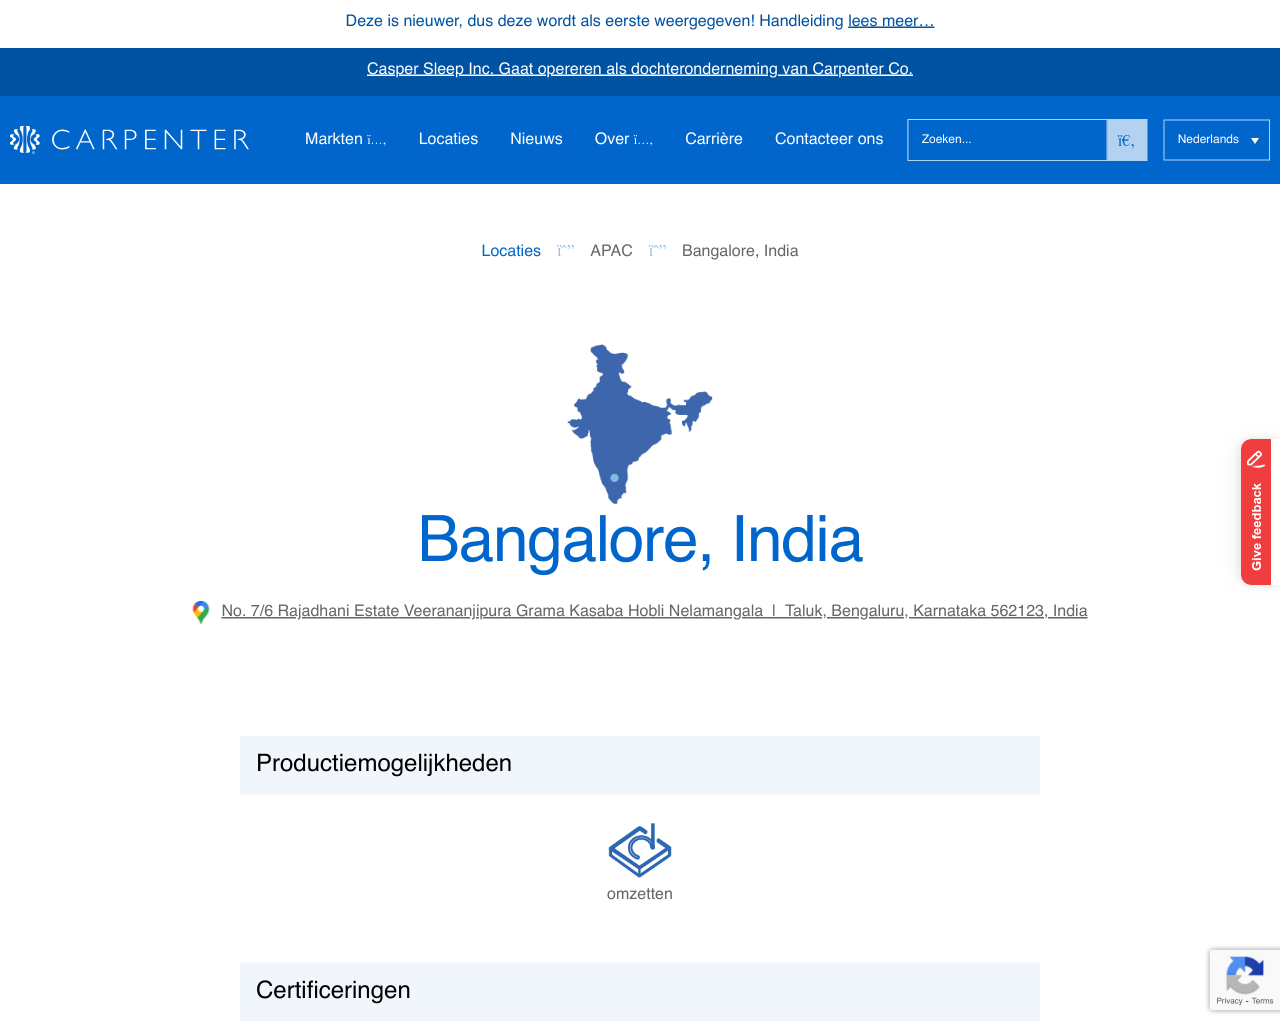 Deze is nieuwer, dus deze wordt als eerste weergegeven! Handleiding lees meer…
Casper Sleep Inc. Gaat opereren als dochteronderneming van Carpenter Co.
CARPENTER
Markten ï…‚
Locaties
Nieuws
Over ï…‚
Carrière
Contacteer ons
Zoeken...
ï€‚
Nederlands
Locaties
APAC
Bangalore, India
Bangalore, India
No. 7/6 Rajadhani Estate Veerananjipura Grama Kasaba Hobli Nelamangala | Taluk, Bengaluru, Karnataka 562123, India
Give feedback
Productiemogelijkheden
omzetten
Certificeringen
Privacy - Terms